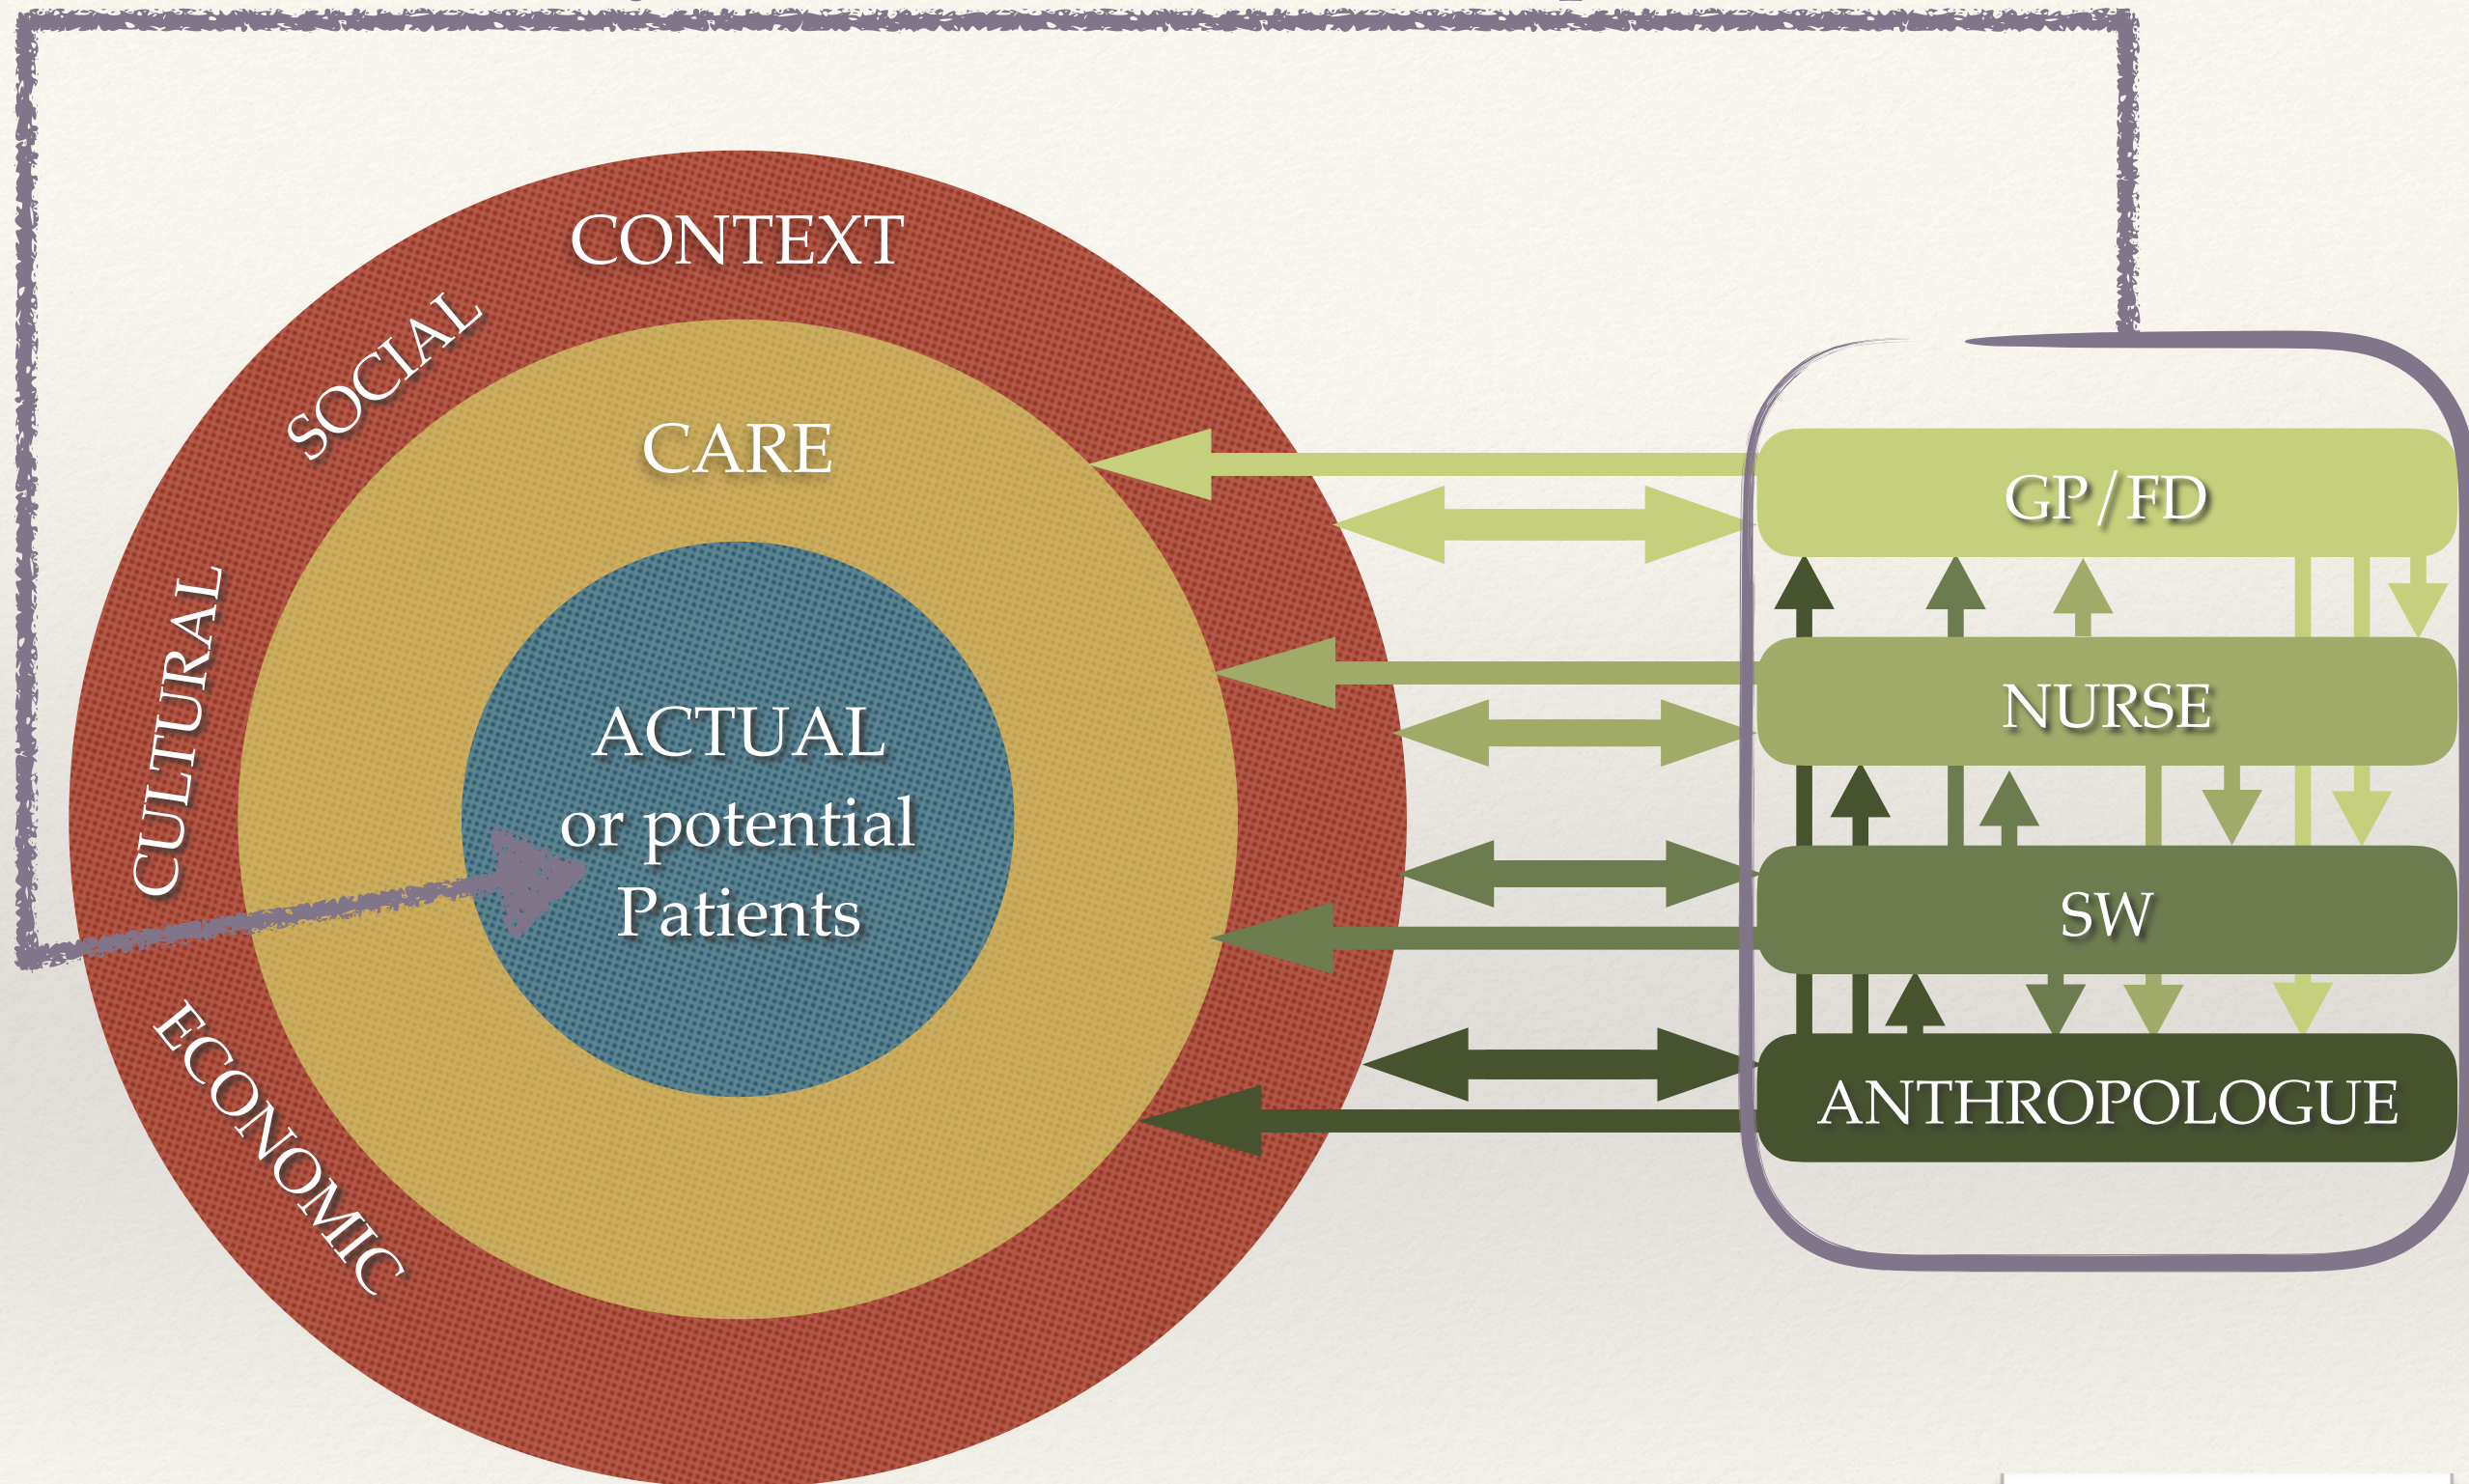 CONTEXT
SOCIAL
CULTURAL
ECONOMIC
CARE
ACTUAL
or potential
Patients
GP/FD
NURSE
SW
ANTHROPOLOGUE